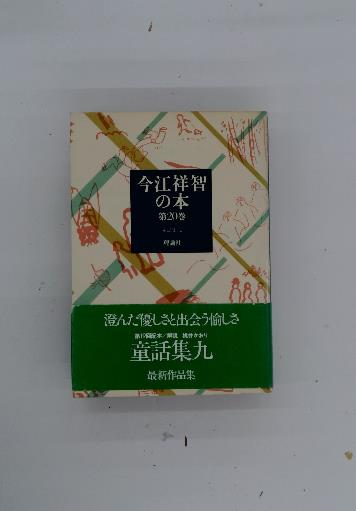 今江祥智
の本
第20巻
理論社
澄んだ優しさと出会う愉しさ
童話集九
最新作品集